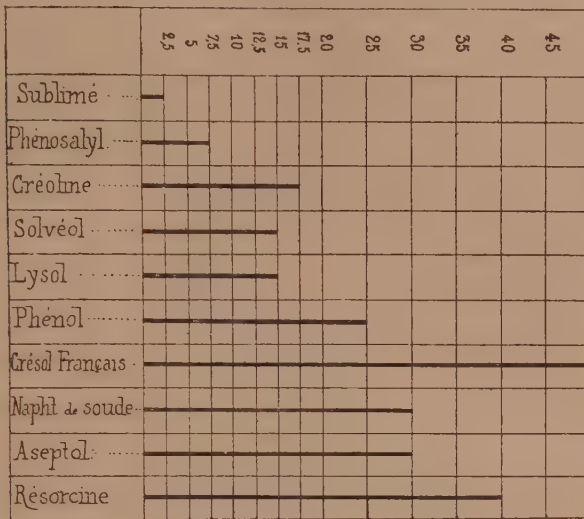 2,5 5 7,5 10 12,5 15 17.5 20 25 30 35 40 45
Sublimé
Phénosalyl
Créoline
Solvéol
Lysol
Phénol
Crésol Français
Napht de soude
Aseptol
Résorcine